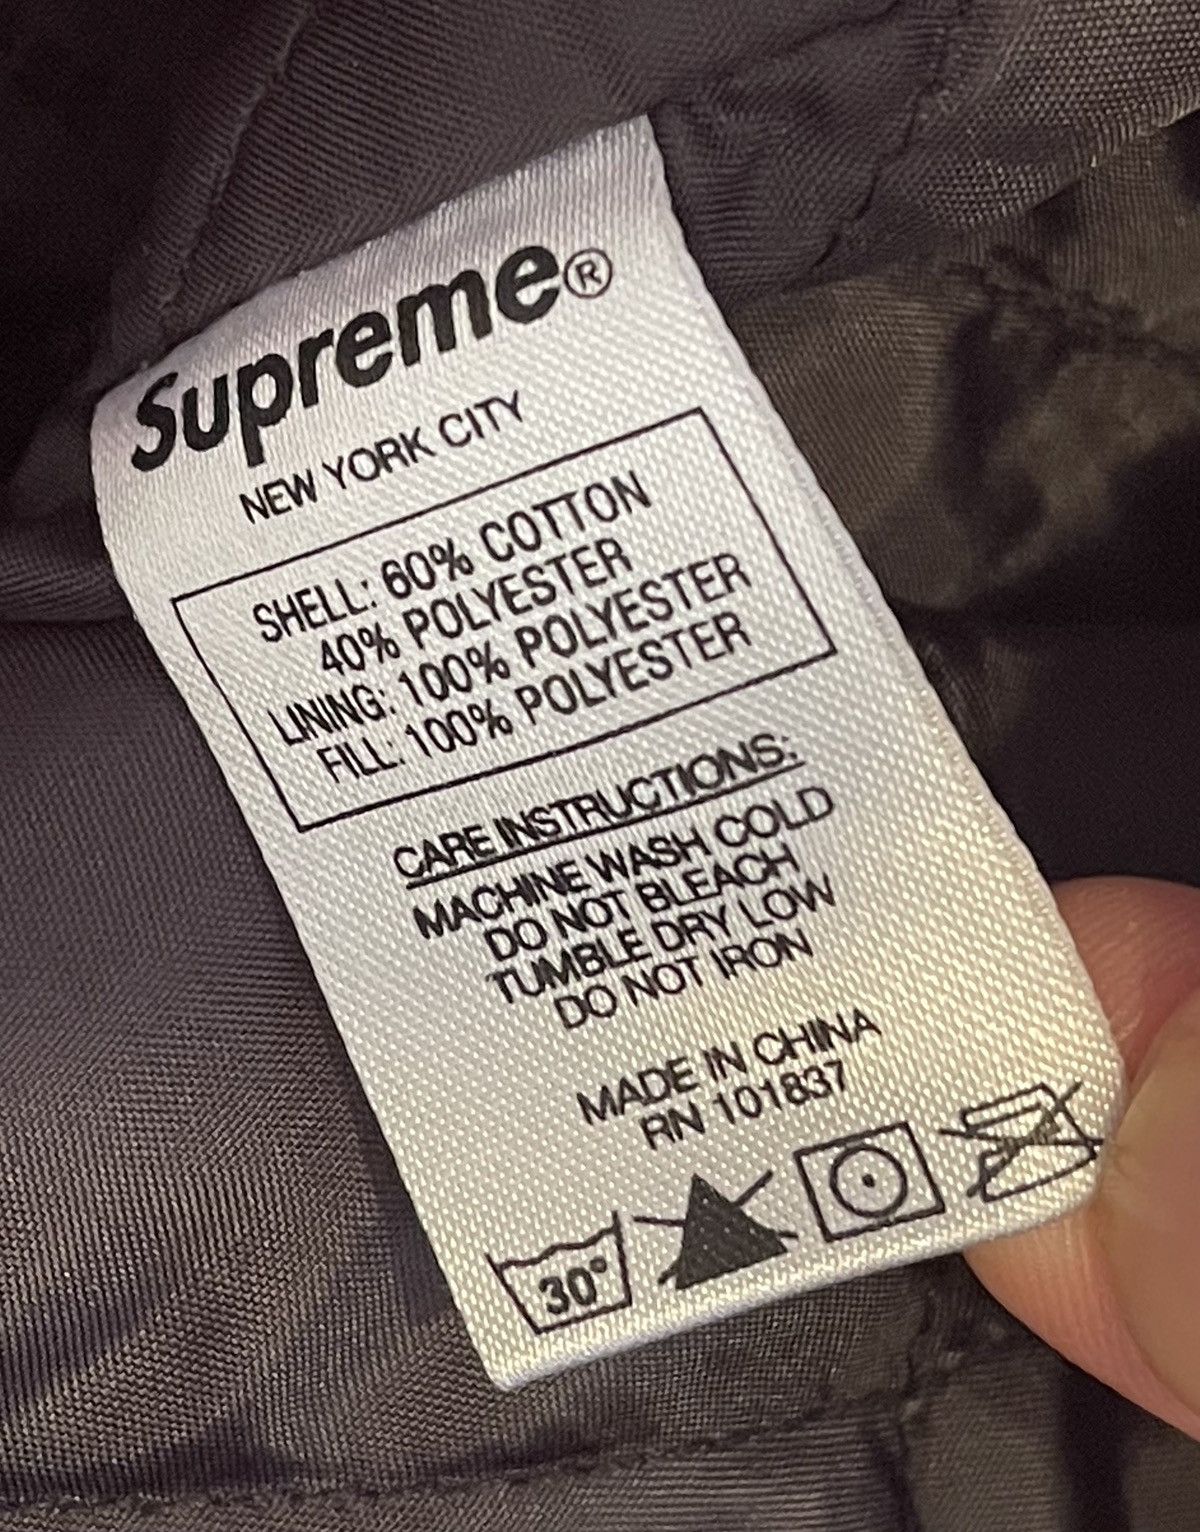 Supreme®
NEW YORK CITY
SHELL: 60% COTTON
40% POLYESTER
LINING: 100% POLYESTER
FILL: 100% POLYESTER
CARE INSTRUCTIONS:
MACHINE WASH COLD
DO NOT BLEACH
TUMBLE DRY LOW
DO NOT IRON
MADE IN CHINA
RN 101837
30°